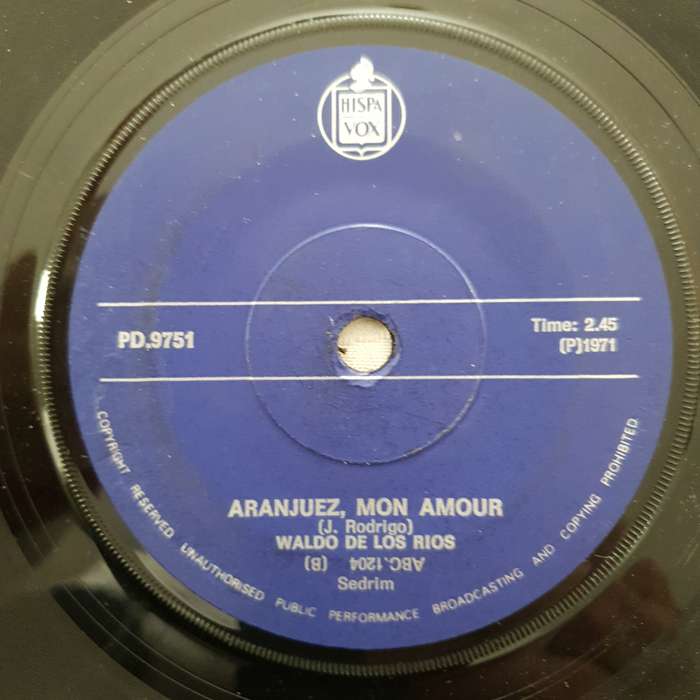 HISPA
VOX
PD.9751
Time: 2.45
(P)1971
ARANJUEZ, MON AMOUR
(J. Rodrigo)
WALDO DE LOS RIOS
ABC.1204 (B)
Sedrim
COPYRIGHT RESERVED UNAUTHORISED PUBLIC PERFORMANCE BROADCASTING AND COPYING PROHIBITED